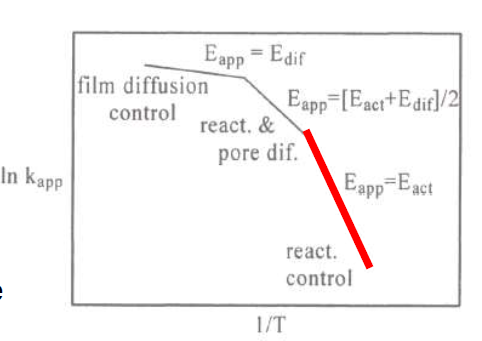 E_app = E_dif
film diffusion
control
E_app=[E_act+E_dif]/2
react. &
pore dif.
ln k_app
E_app=E_act
react.
control
e
1/T